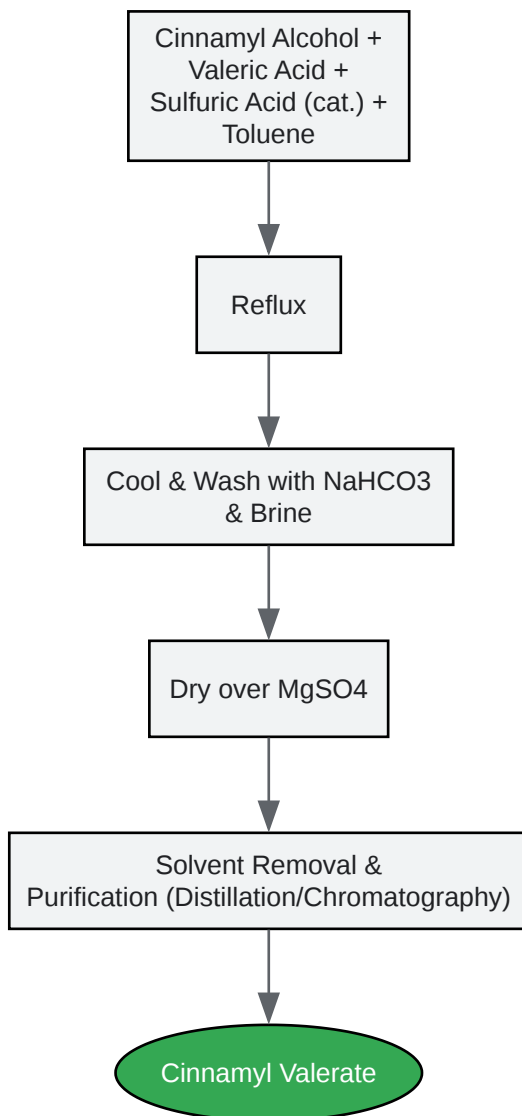 Cinnamyl Alcohol +
Valeric Acid +
Sulfuric Acid (cat.) +
Toluene
Reflux
Cool & Wash with NaHCO3
& Brine
Dry over MgSO4
Solvent Removal &
Purification (Distillation/Chromatography)
Cinnamyl Valerate